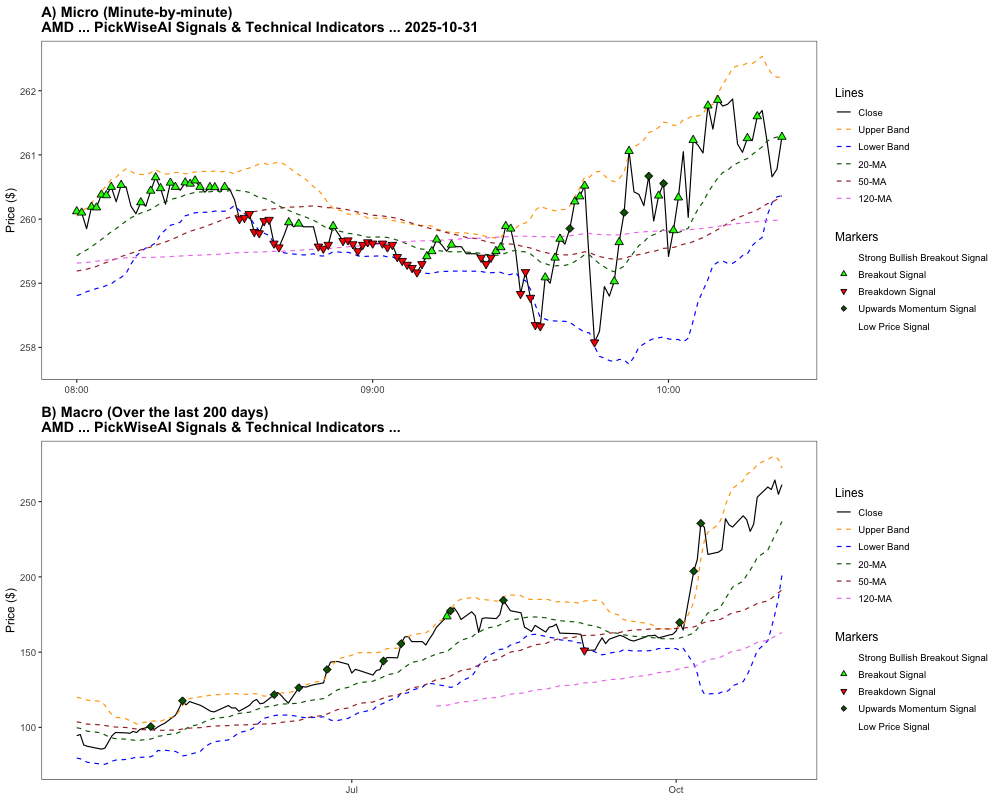 A) Micro (Minute-by-minute)
AMD ... PickWiseAI Signals & Technical Indicators ... 2025-10-31
Price ($)
262
261
260
259
258
08:00
09:00
10:00
Lines
Close
Upper Band
Lower Band
20-MA
50-MA
120-MA
Markers
Strong Bullish Breakout Signal
Breakout Signal
Breakdown Signal
Upwards Momentum Signal
Low Price Signal
B) Macro (Over the last 200 days)
AMD ... PickWiseAI Signals & Technical Indicators ...
Price ($)
250
200
150
100
Jul
Oct
Lines
Close
Upper Band
Lower Band
20-MA
50-MA
120-MA
Markers
Strong Bullish Breakout Signal
Breakout Signal
Breakdown Signal
Upwards Momentum Signal
Low Price Signal